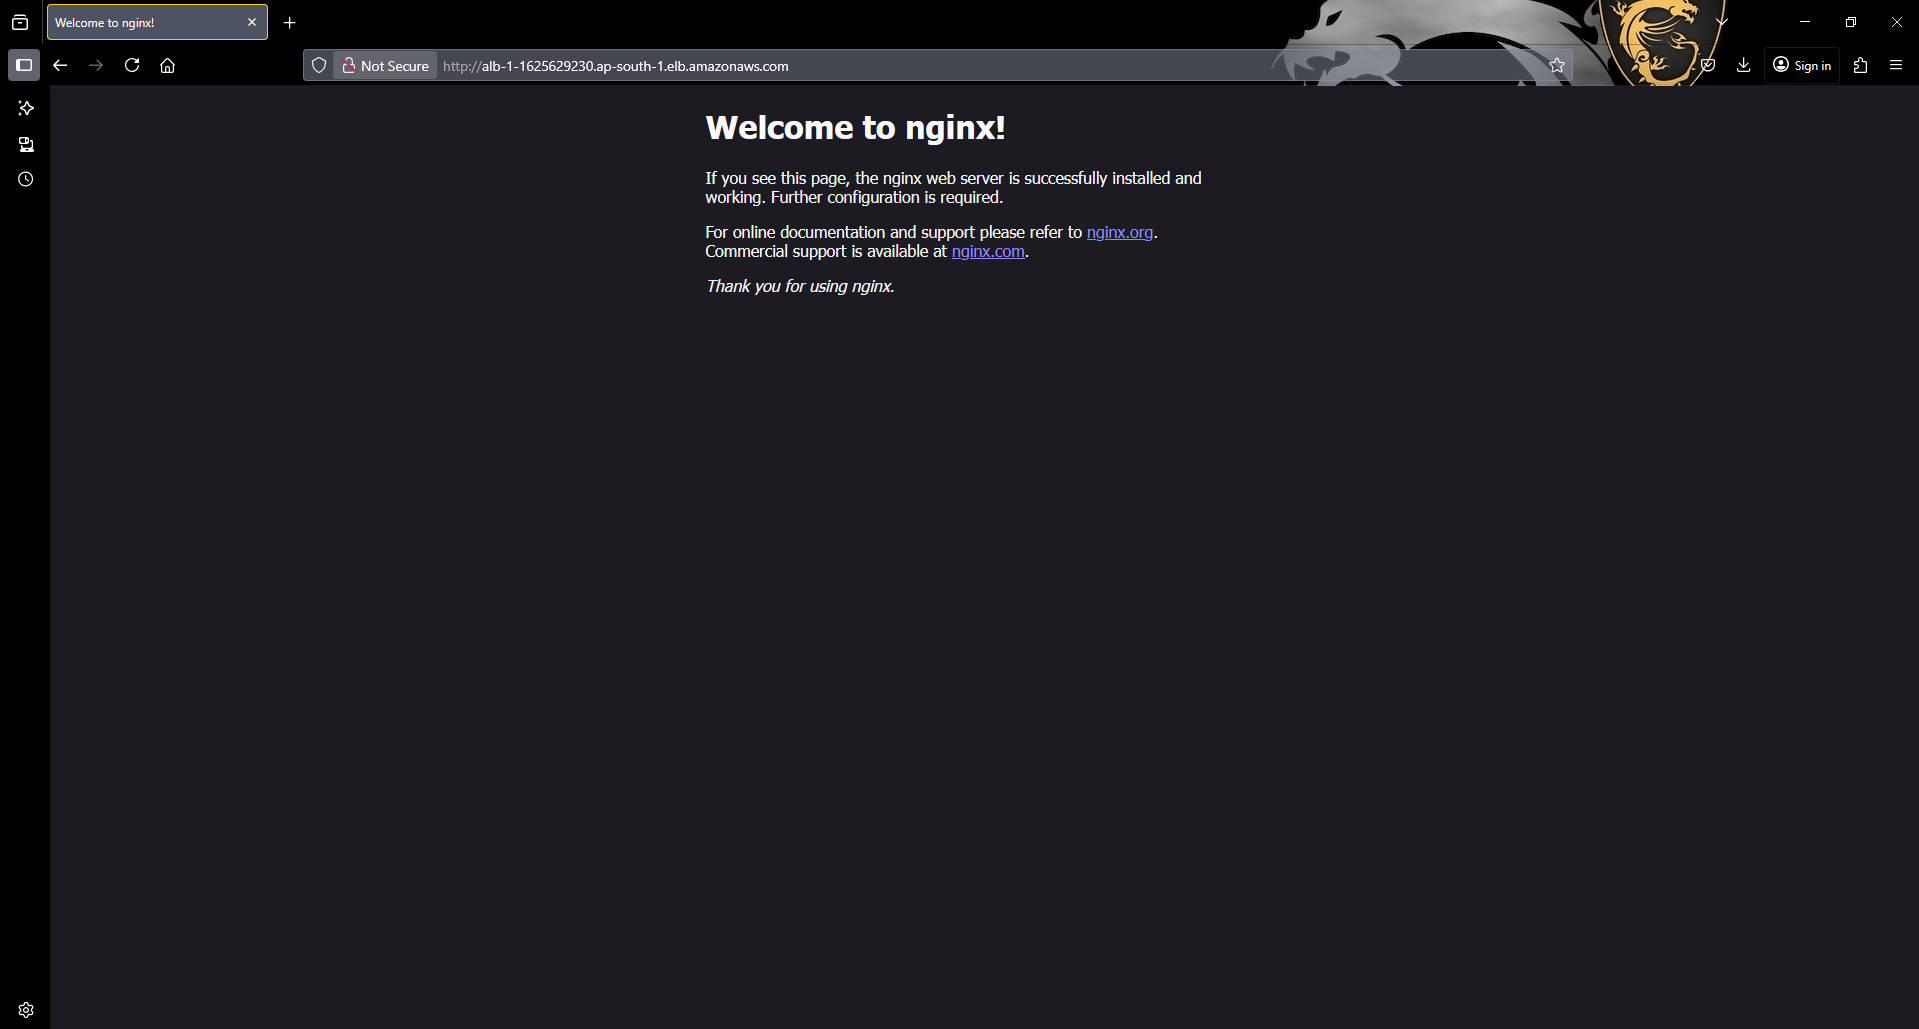 Welcome to nginx!
Not Secure http://alb-1-1625629230.ap-south-1.elb.amazonaws.com
Sign in
Welcome to nginx!
If you see this page, the nginx web server is successfully installed and
working. Further configuration is required.
For online documentation and support please refer to nginx.org.
Commercial support is available at nginx.com.
Thank you for using nginx.